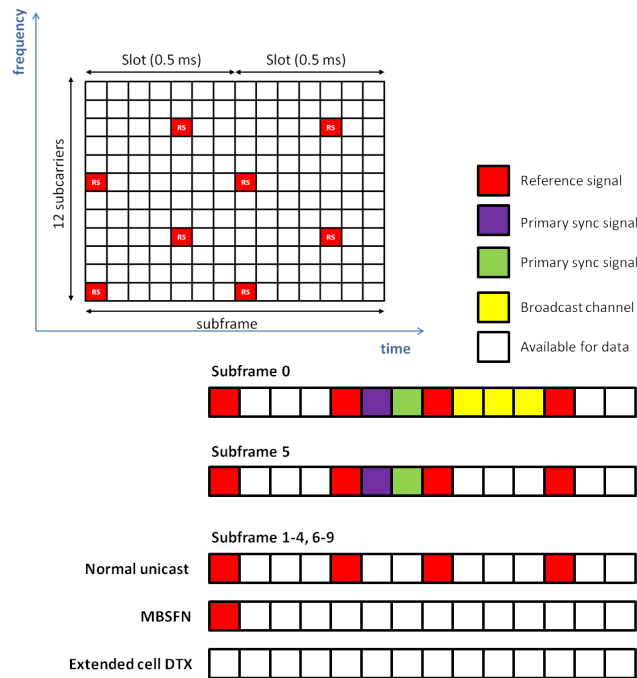 frequency
Slot (0.5 ms) Slot (0.5 ms)
12 subcarriers
RS RS
RS RS
RS RS
RS RS
subframe
time
Reference signal
Primary sync signal
Primary sync signal
Broadcast channel
Available for data
Subframe 0
Subframe 5
Subframe 1-4, 6-9
Normal unicast
MBSFN
Extended cell DTX